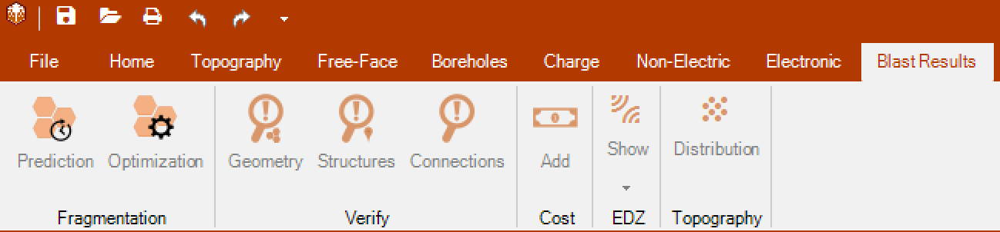 File Home Topography Free-Face Boreholes Charge Non-Electric Electronic Blast Results
Prediction Optimization Geometry Structures Connections Add Show Distribution
Fragmentation Verify Cost EDZ Topography